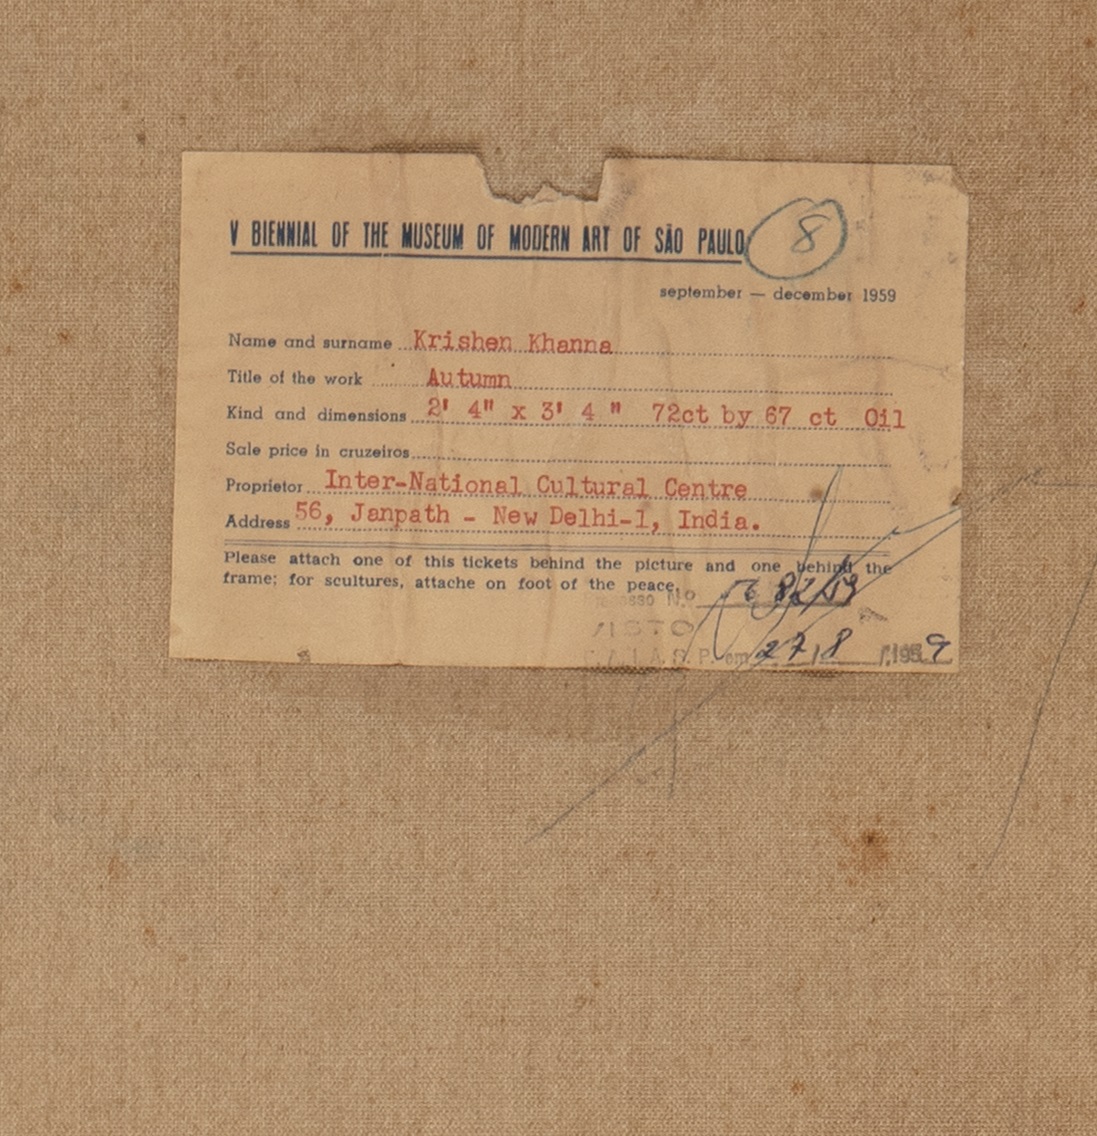 V BIENNIAL OF THE MUSEUM OF MODERN ART OF SÃO PAULO 8
september — december 1959
Name and surname Krishen Khanna
Title of the work Autumn
Kind and dimensions 2' 4" x 3' 4 " 72ct by 67 ct Oil
Sale price in cruzeiros
Proprietor Inter-National Cultural Centre
Address 56, Janpath - New Delhi-1, India.
Please attach one of this tickets behind the picture and one behind the
frame; for scultures, attache on foot of the peace.
No 82/59
P. em 27,8 /1959